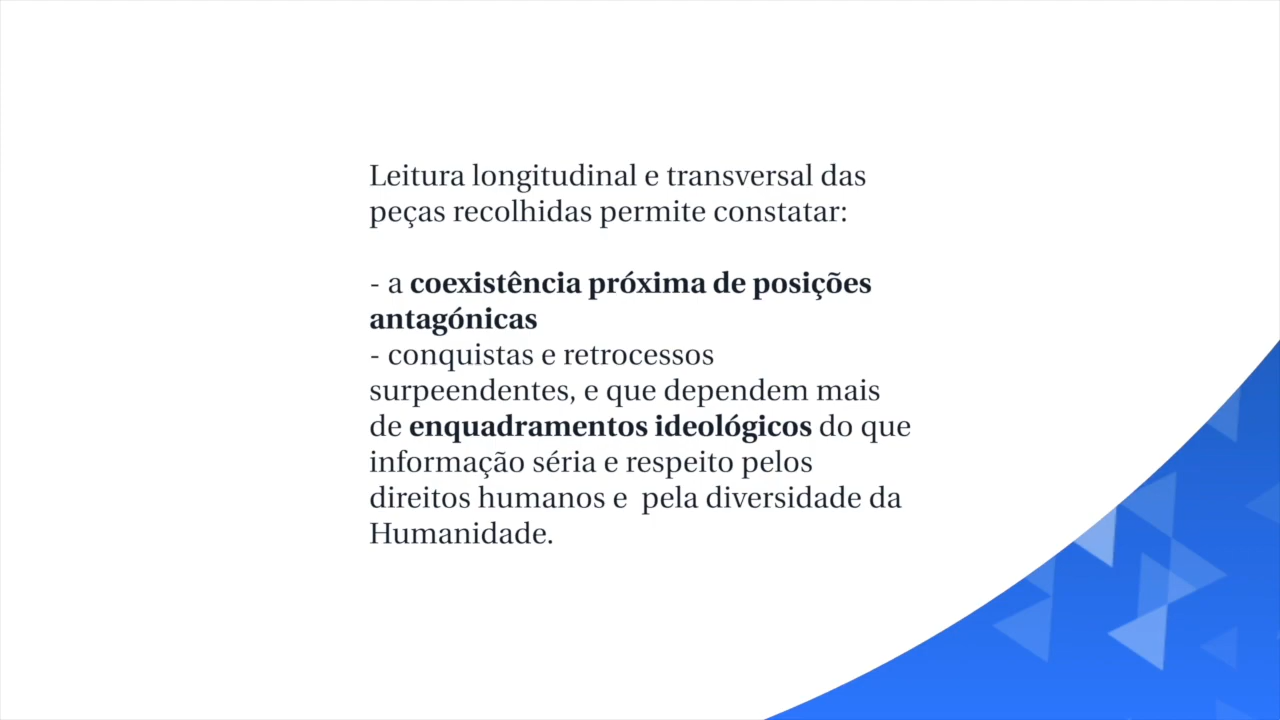 Leitura longitudinal e transversal das
peças recolhidas permite constatar:
- a coexistência próxima de posições
antagónicas
- conquistas e retrocessos
surpeendentes, e que dependem mais
de enquadramentos ideológicos do que
informação séria e respeito pelos
direitos humanos e  pela diversidade da
Humanidade.